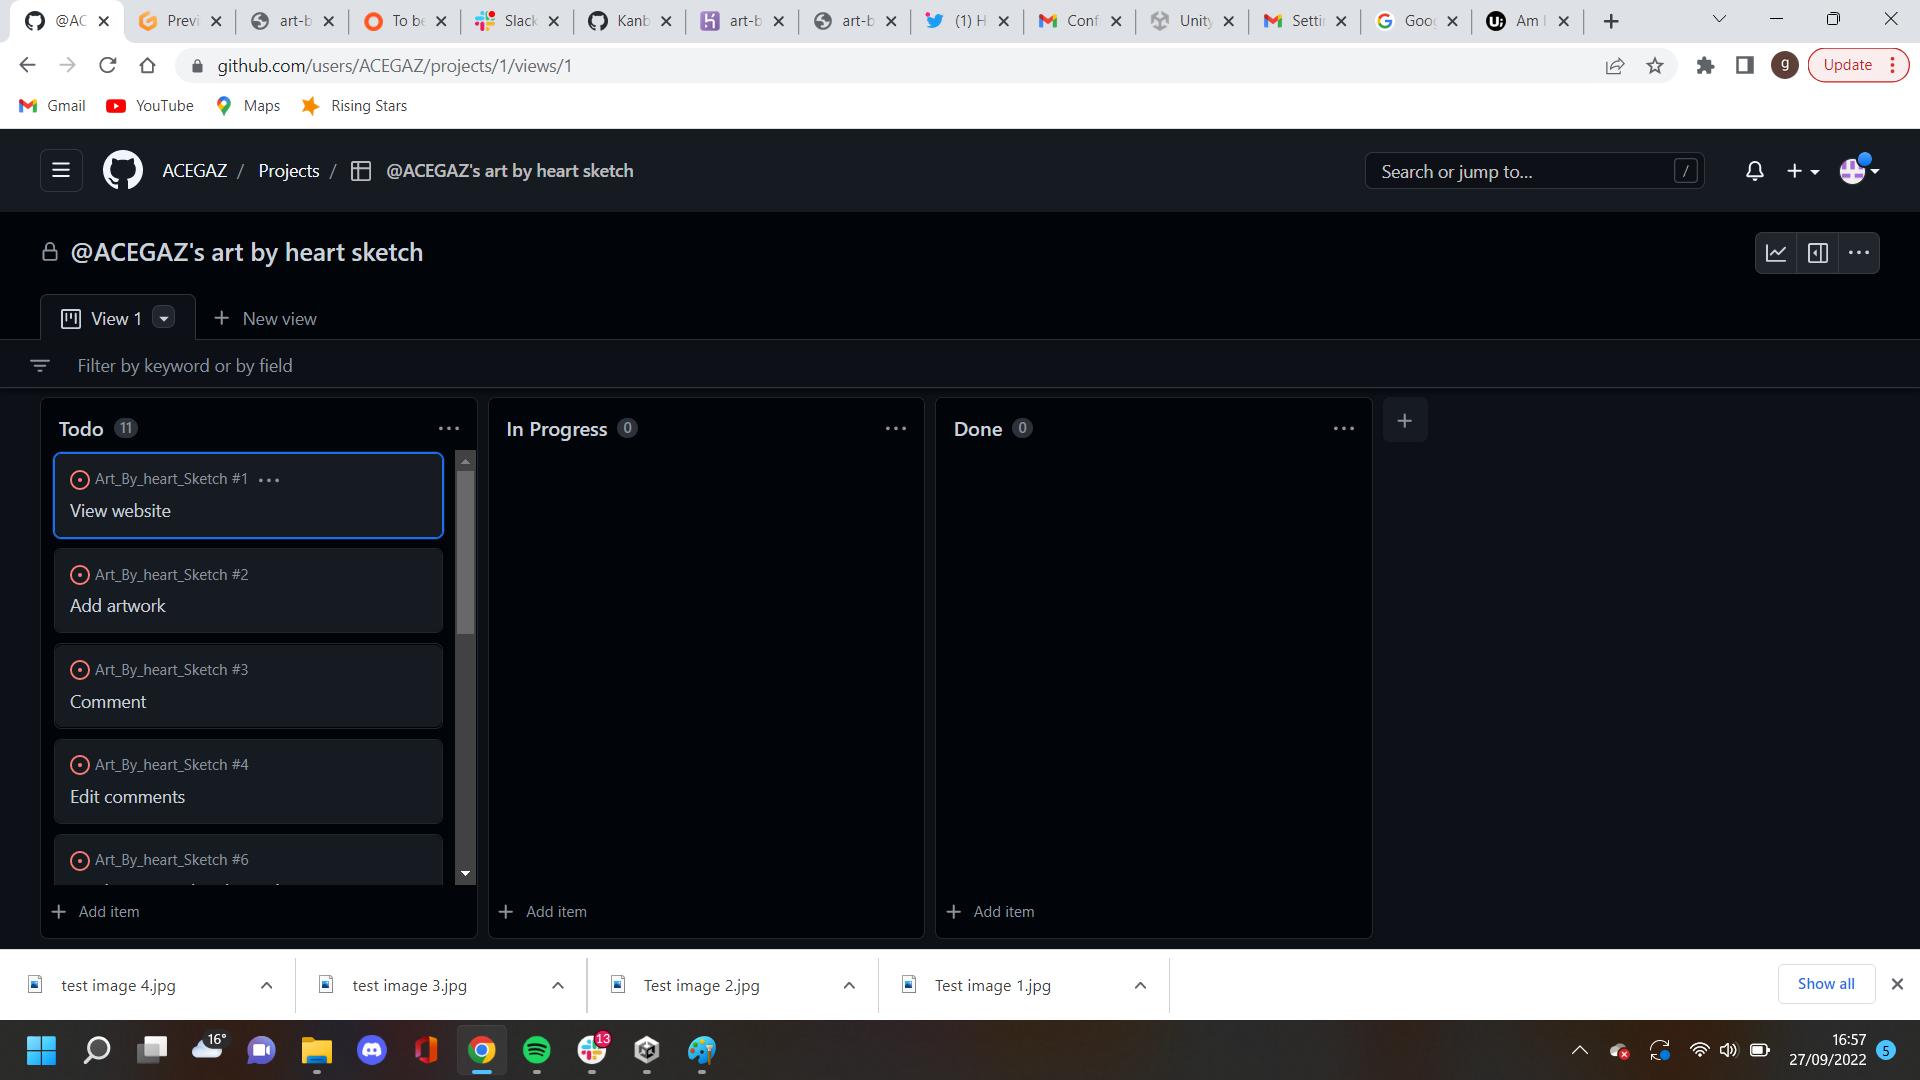 @AC
Previ
art-b
To be
Slack
Kanb
art-b
art-b
(1) H
Conf
Unity
Setti
Goog
Am I
github.com/users/ACEGAZ/projects/1/views/1
g
Update
Gmail
YouTube
Maps
Rising Stars
ACEGAZ / Projects / @ACEGAZ's art by heart sketch
Search or jump to... /
@ACEGAZ's art by heart sketch
View 1
New view
Filter by keyword or by field
Todo 11
Art_By_heart_Sketch #1
View website
Art_By_heart_Sketch #2
Add artwork
Art_By_heart_Sketch #3
Comment
Art_By_heart_Sketch #4
Edit comments
Art_By_heart_Sketch #6
Add item
In Progress 0
Add item
Done 0
Add item
test image 4.jpg
test image 3.jpg
Test image 2.jpg
Test image 1.jpg
Show all
16°
13
16:57
27/09/2022
5